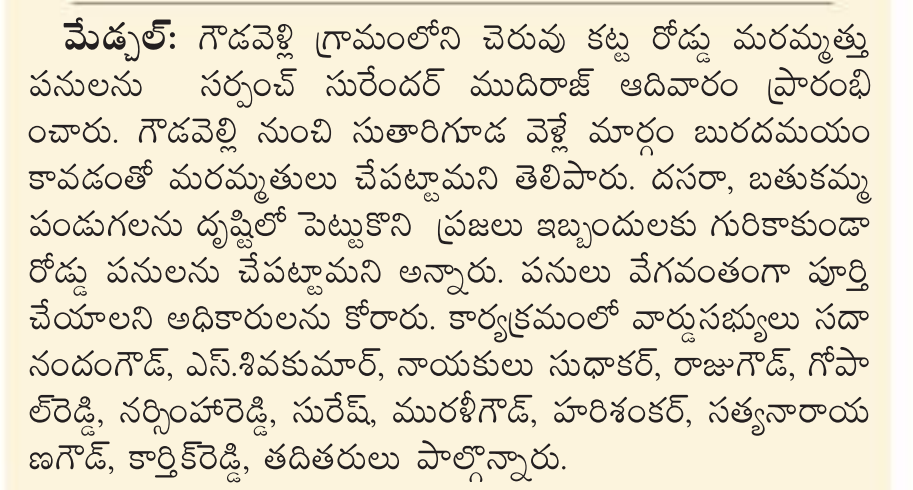 మేడ్చల్: గౌడవెళ్లి గ్రామంలోని చెరువు కట్ట రోడ్డు మరమ్మత్తు
పనులను సర్పంచ్ సురేందర్ ముదిరాజ్ ఆదివారం ప్రారంభి
ంచారు. గౌడవెల్లి నుంచి సుతారిగూడ వెళ్లే మార్గం బురదమయం
కావడంతో మరమ్మతులు చేపట్టామని తెలిపారు. దసరా, బతుకమ్మ
పండుగలను దృష్టిలో పెట్టుకొని ప్రజలు ఇబ్బందులకు గురికాకుండా
రోడ్డు పనులను చేపట్టామని అన్నారు. పనులు వేగవంతంగా పూర్తి
చేయాలని అధికారులను కోరారు. కార్యక్రమంలో వార్డుసభ్యులు సదా
నందంగౌడ్, ఎస్.శివకుమార్, నాయకులు సుధాకర్, రాజుగౌడ్, గోపా
ల్‌రెడ్డి, నర్సింహారెడ్డి, సురేష్, మురళీగౌడ్, హరిశంకర్, సత్యనారాయ
ణగౌడ్, కార్తిక్‌రెడ్డి, తదితరులు పాల్గొన్నారు.